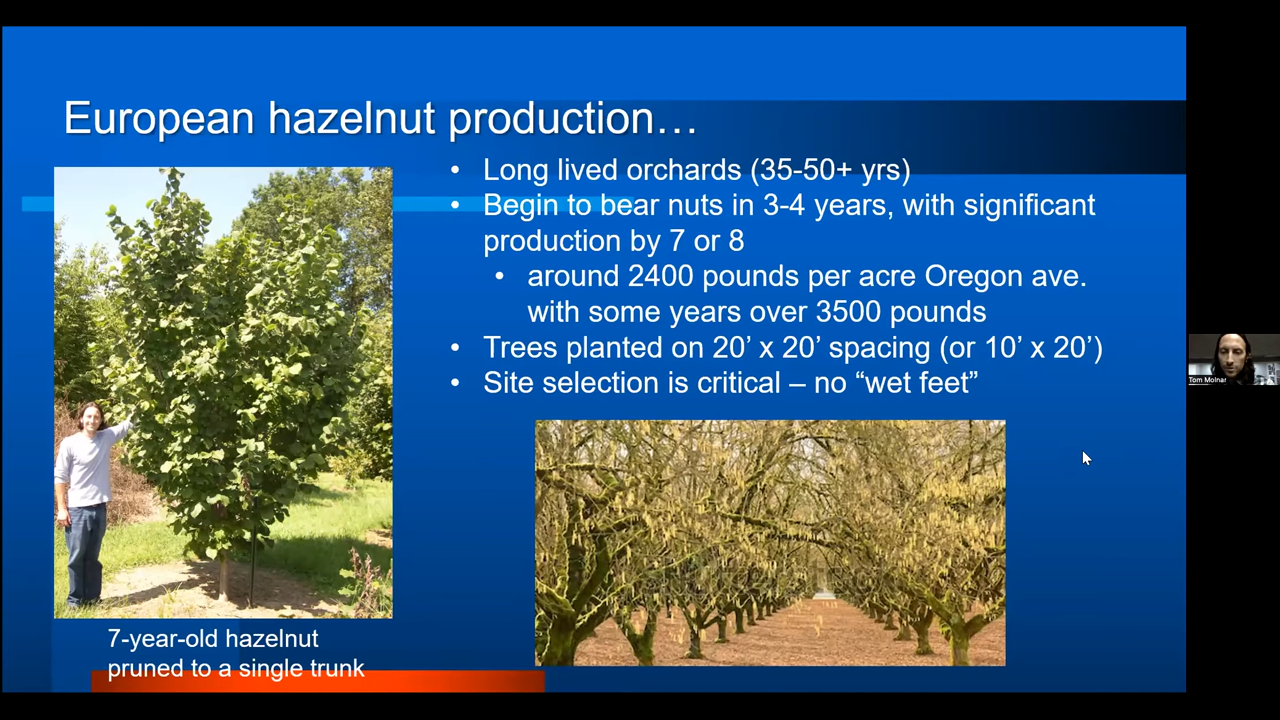 European hazelnut production…
• Long lived orchards (35-50+ yrs)
• Begin to bear nuts in 3-4 years, with significant
production by 7 or 8
• around 2400 pounds per acre Oregon ave.
with some years over 3500 pounds
• Trees planted on 20’ x 20’ spacing (or 10’ x 20’)
• Site selection is critical – no “wet feet”
Tom Molnar
7-year-old hazelnut
pruned to a single trunk